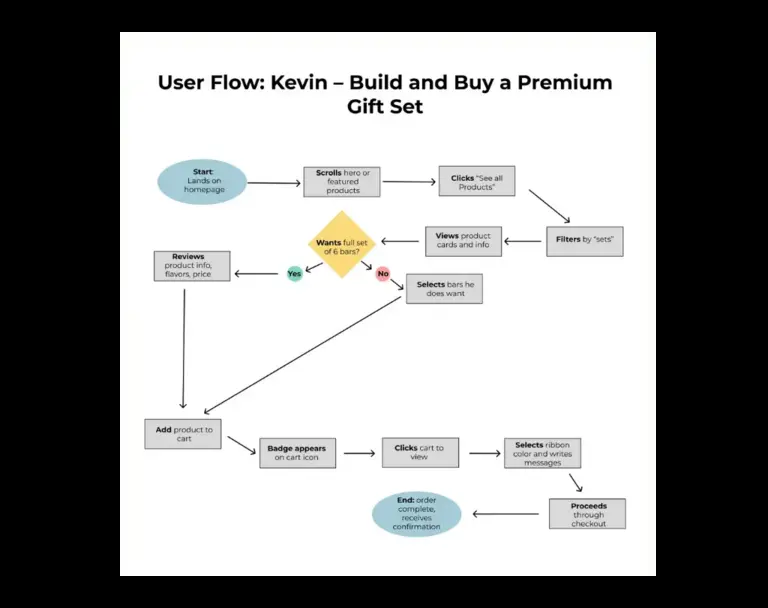 User Flow: Kevin – Build and Buy a Premium
Gift Set
Start:
Lands on
homepage
Scrolls hero or
featured
products
Clicks “See all
Products”
Filters by “sets”
Views product
cards and info
Wants full set
of 6 bars?
Yes
No
Reviews
product info,
flavors, price
Selects bars he
does want
Add product to
cart
Badge appears
on cart icon
Clicks cart to
view
Selects ribbon
color and writes
messages
Proceeds
through
checkout
End: order
complete,
receives
confirmation